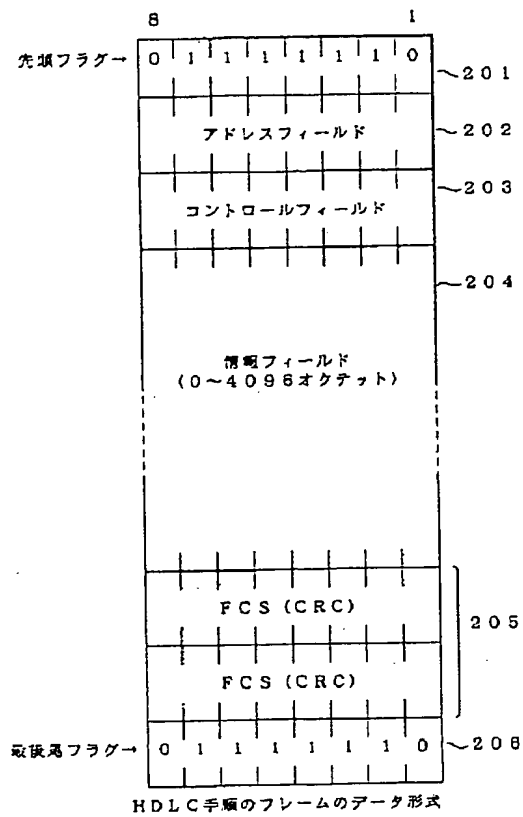 8 1
先頭フラグ→ 0 1 1 1 1 1 1 0
201
アドレスフィールド
202
コントロールフィールド
203
204
情報フィールド
(0~4096オクテット)
FCS(CRC)
205
FCS(CRC)
最後尾フラグ→ 0 1 1 1 1 1 1 0
206
HDLC手順のフレームのデータ形式